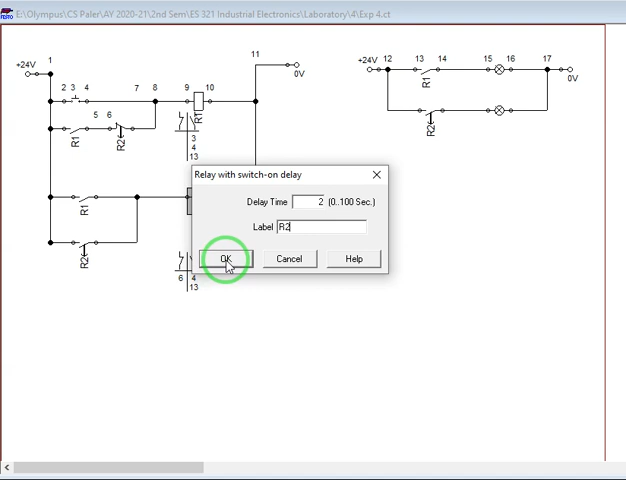 FESTO E:\Olympus\CS Paler\AY 2020-21\2nd Sem\ES 321 Industrial Electronics\Laboratory\4\Exp 4.ct
+24V 1
11
0V
2 3 4 7 8 9 10
R1
5 6
R1 R2
3
4
13
R1
R2
6 4
13
+24V 12 13 14 15 16 17
R1
0V
R2
Relay with switch-on delay
Delay Time 2 (0..100 Sec.)
Label R2
OK Cancel Help